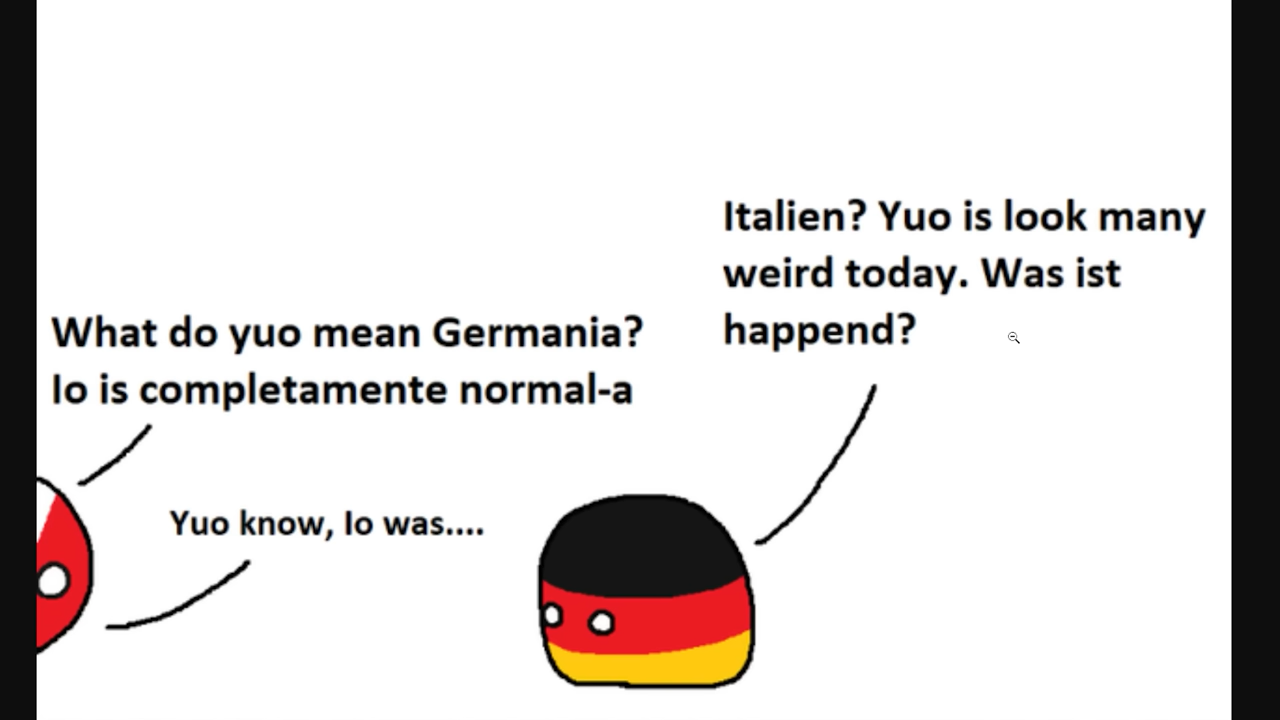 Italien? Yuo is look many
weird today. Was ist
happend?
What do yuo mean Germania?
Io is completamente normal-a
Yuo know, Io was....